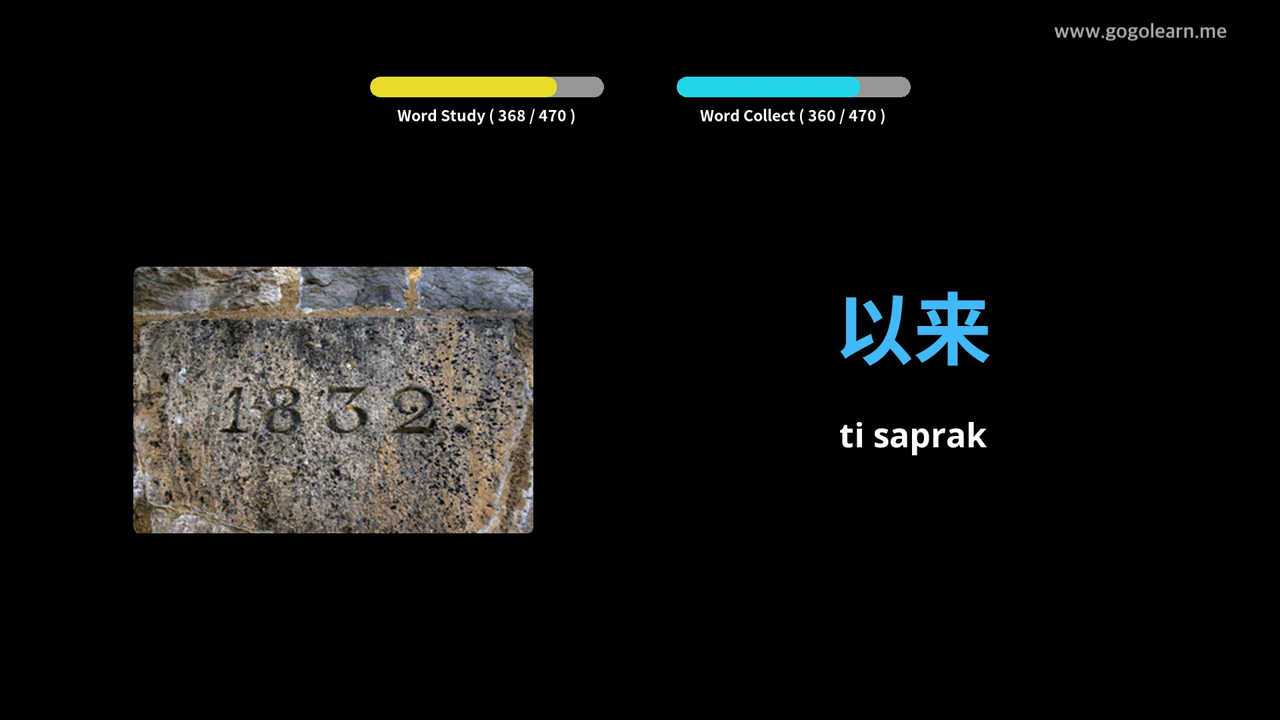 www.gogolearn.me
Word Study ( 368 / 470 )
Word Collect ( 360 / 470 )
1832.
以来
ti saprak